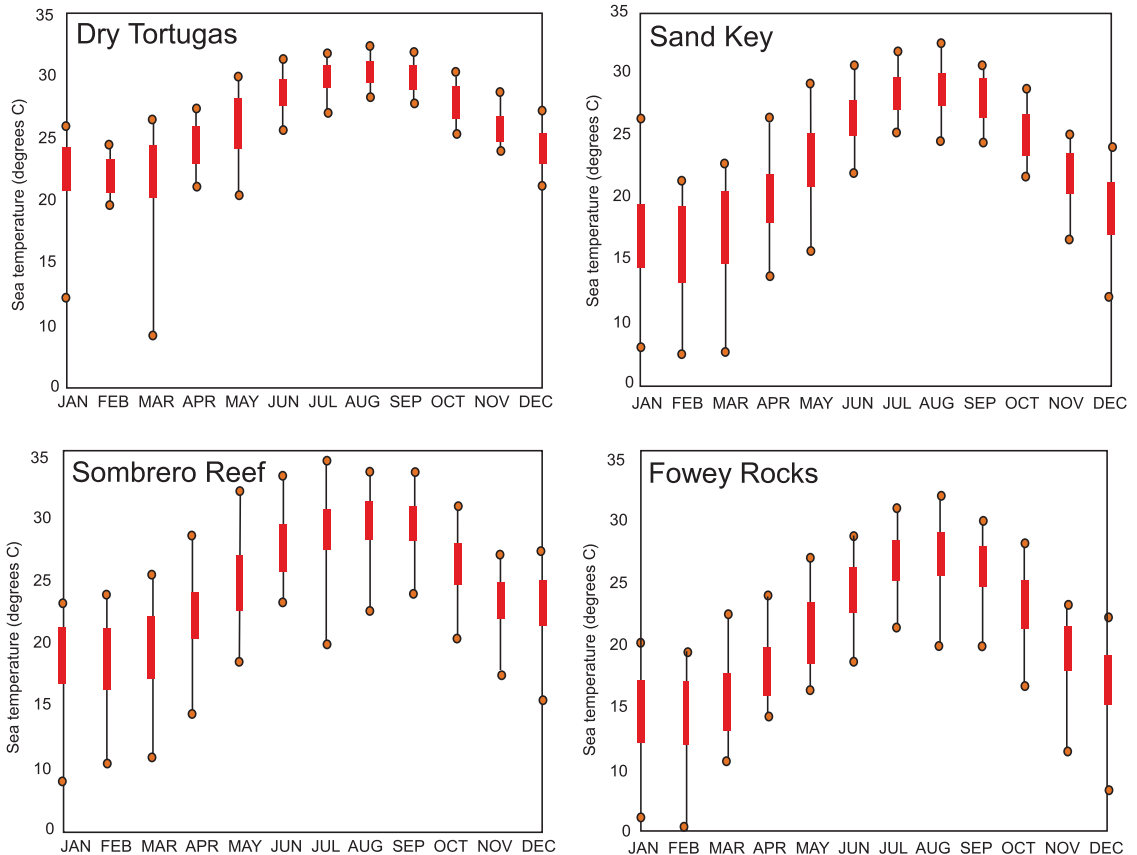 Dry Tortugas
Sea temperature (degrees C)
35
30
25
20
15
10
0
JAN FEB MAR APR MAY JUN JUL AUG SEP OCT NOV DEC
Sand Key
Sea temperature (degrees C)
35
30
25
20
15
10
0
JAN FEB MAR APR MAY JUN JUL AUG SEP OCT NOV DEC
Sombrero Reef
Sea temperature (degrees C)
35
30
25
20
15
10
0
JAN FEB MAR APR MAY JUN JUL AUG SEP OCT NOV DEC
Fowey Rocks
Sea temperature (degrees C)
35
30
25
20
15
10
0
JAN FEB MAR APR MAY JUN JUL AUG SEP OCT NOV DEC